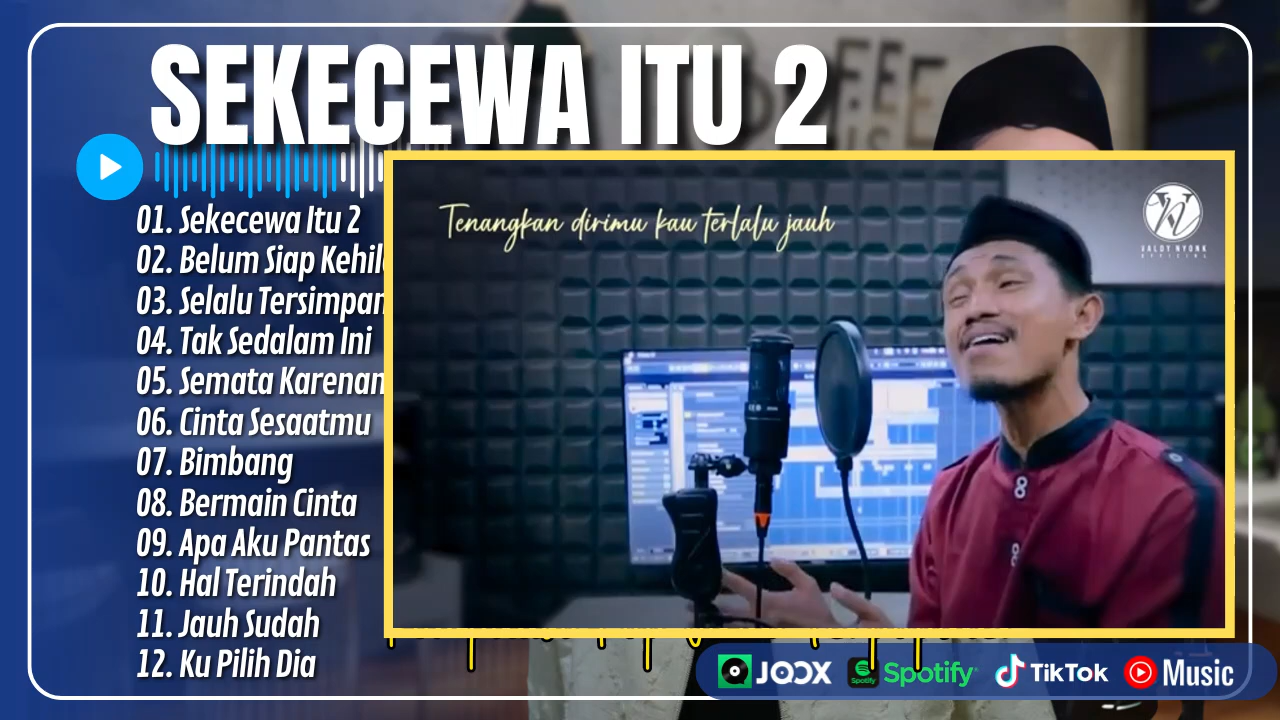 SEKECEWA ITU 2
01. Sekecewa Itu 2
02. Belum Siap
03. Selalu Tersimpan
04. Tak Sedalam Ini
05. Semata
06. Cinta Sesaatmu
07. Bimbang
08. Bermain Cinta
09. Apa Aku Pantas
10. Hal Terindah
11. Jauh Sudah
12. Ku Pilih Dia
Tenangkan dirimu kau terlalu jauh
VALDY NYONK
OFFICIAL
JOOX
Spotify
Spotify
TikTok
Music